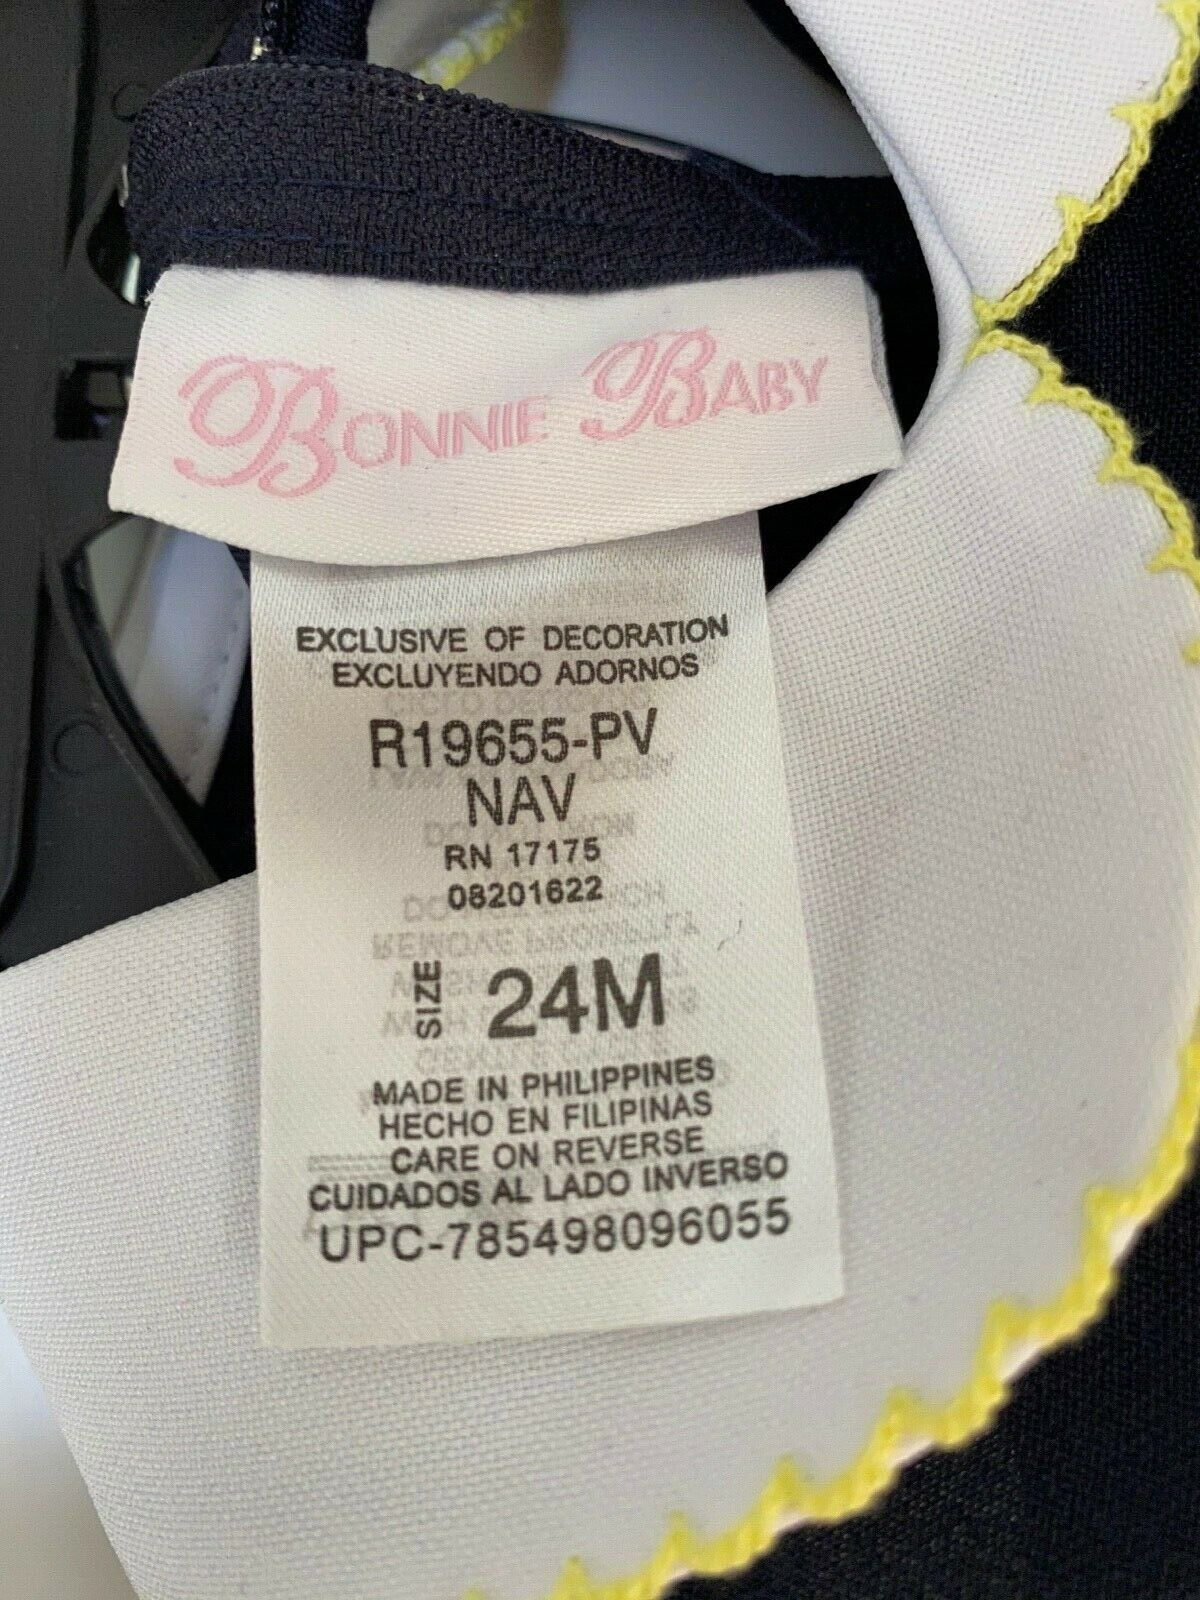 BONNIE BABY
EXCLUSIVE OF DECORATION
EXCLUYENDO ADORNOS
R19655-PV
NAV
RN 17175
08201622
SIZE 24M
MADE IN PHILIPPINES
HECHO EN FILIPINAS
CARE ON REVERSE
CUIDADOS AL LADO INVERSO
UPC-785498096055